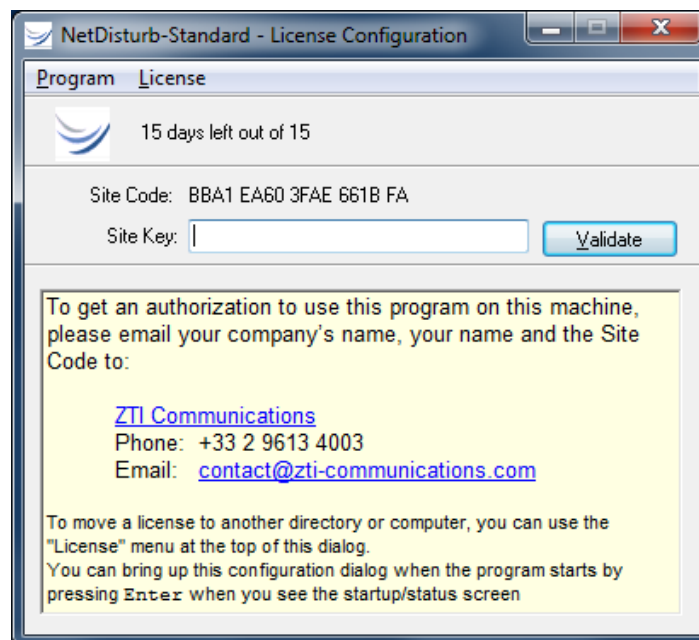 NetDisturb-Standard - License Configuration
Program License
15 days left out of 15
Site Code: BBA1 EA60 3FAE 661B FA
Site Key:
Validate
To get an authorization to use this program on this machine,
please email your company's name, your name and the Site
Code to:
ZTI Communications
Phone: +33 2 9613 4003
Email: contact@zti-communications.com
To move a license to another directory or computer, you can use the
"License" menu at the top of this dialog.
You can bring up this configuration dialog when the program starts by
pressing Enter when you see the startup/status screen